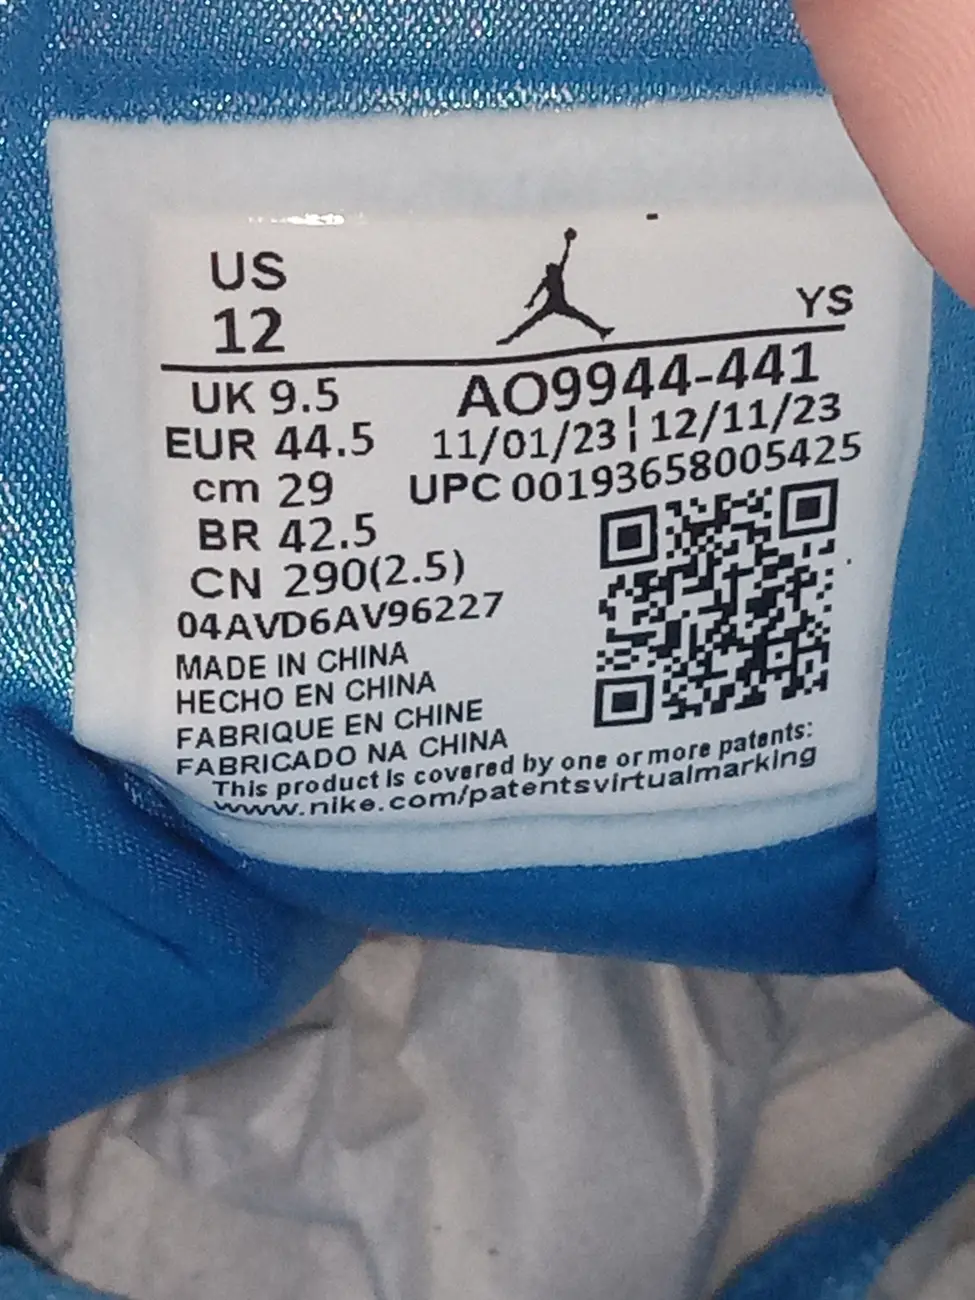 US
12
YS
UK 9.5
AO9944-441
EUR 44.5
11/01/23 ¦ 12/11/23
cm 29
UPC 00193658005425
BR 42.5
CN 290(2.5)
04AVD6AV96227
MADE IN CHINA
HECHO EN CHINA
FABRIQUE EN CHINE
FABRICADO NA CHINA
This product is covered by one or more patents:
www.nike.com/patentsvirtualmarking